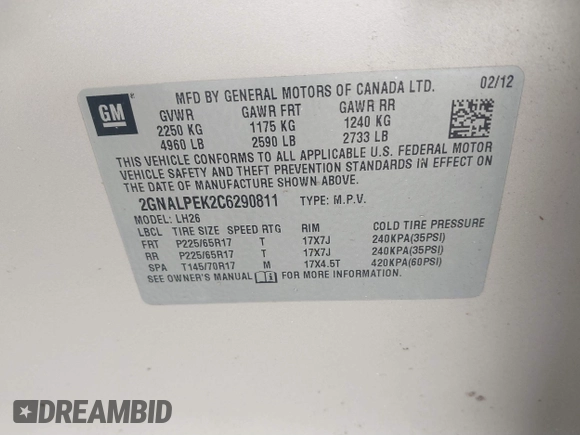 GM
MFD BY GENERAL MOTORS OF CANADA LTD. 02/12
GVWR GAWR FRT GAWR RR
2250 KG 1175 KG 1240 KG
4960 LB 2590 LB 2733 LB
THIS VEHICLE CONFORMS TO ALL APPLICABLE U.S. FEDERAL MOTOR
VEHICLE SAFETY AND THEFT PREVENTION STANDARDS IN EFFECT ON
THE DATE OF MANUFACTURE SHOWN ABOVE.
2GNALPEK2C6290811 TYPE: M.P.V.
MODEL: LH26
LBCL TIRE SIZE SPEED RTG RIM COLD TIRE PRESSURE
FRT P225/65R17 T 17X7J 240KPA(35PSI)
RR P225/65R17 T 17X7J 240KPA(35PSI)
SPA T145/70R17 M 17X4.5T 420KPA(60PSI)
SEE OWNER'S MANUAL
DREAMBID